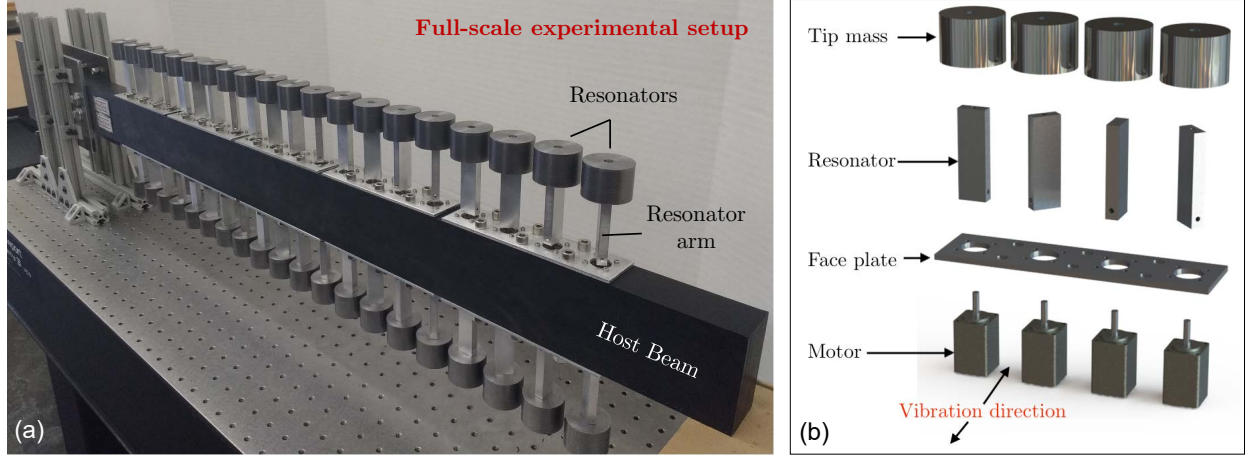 Full-scale experimental setup
Resonators
Resonator
arm
Host Beam
(a)
Tip mass
Resonator
Face plate
Motor
Vibration direction
(b)